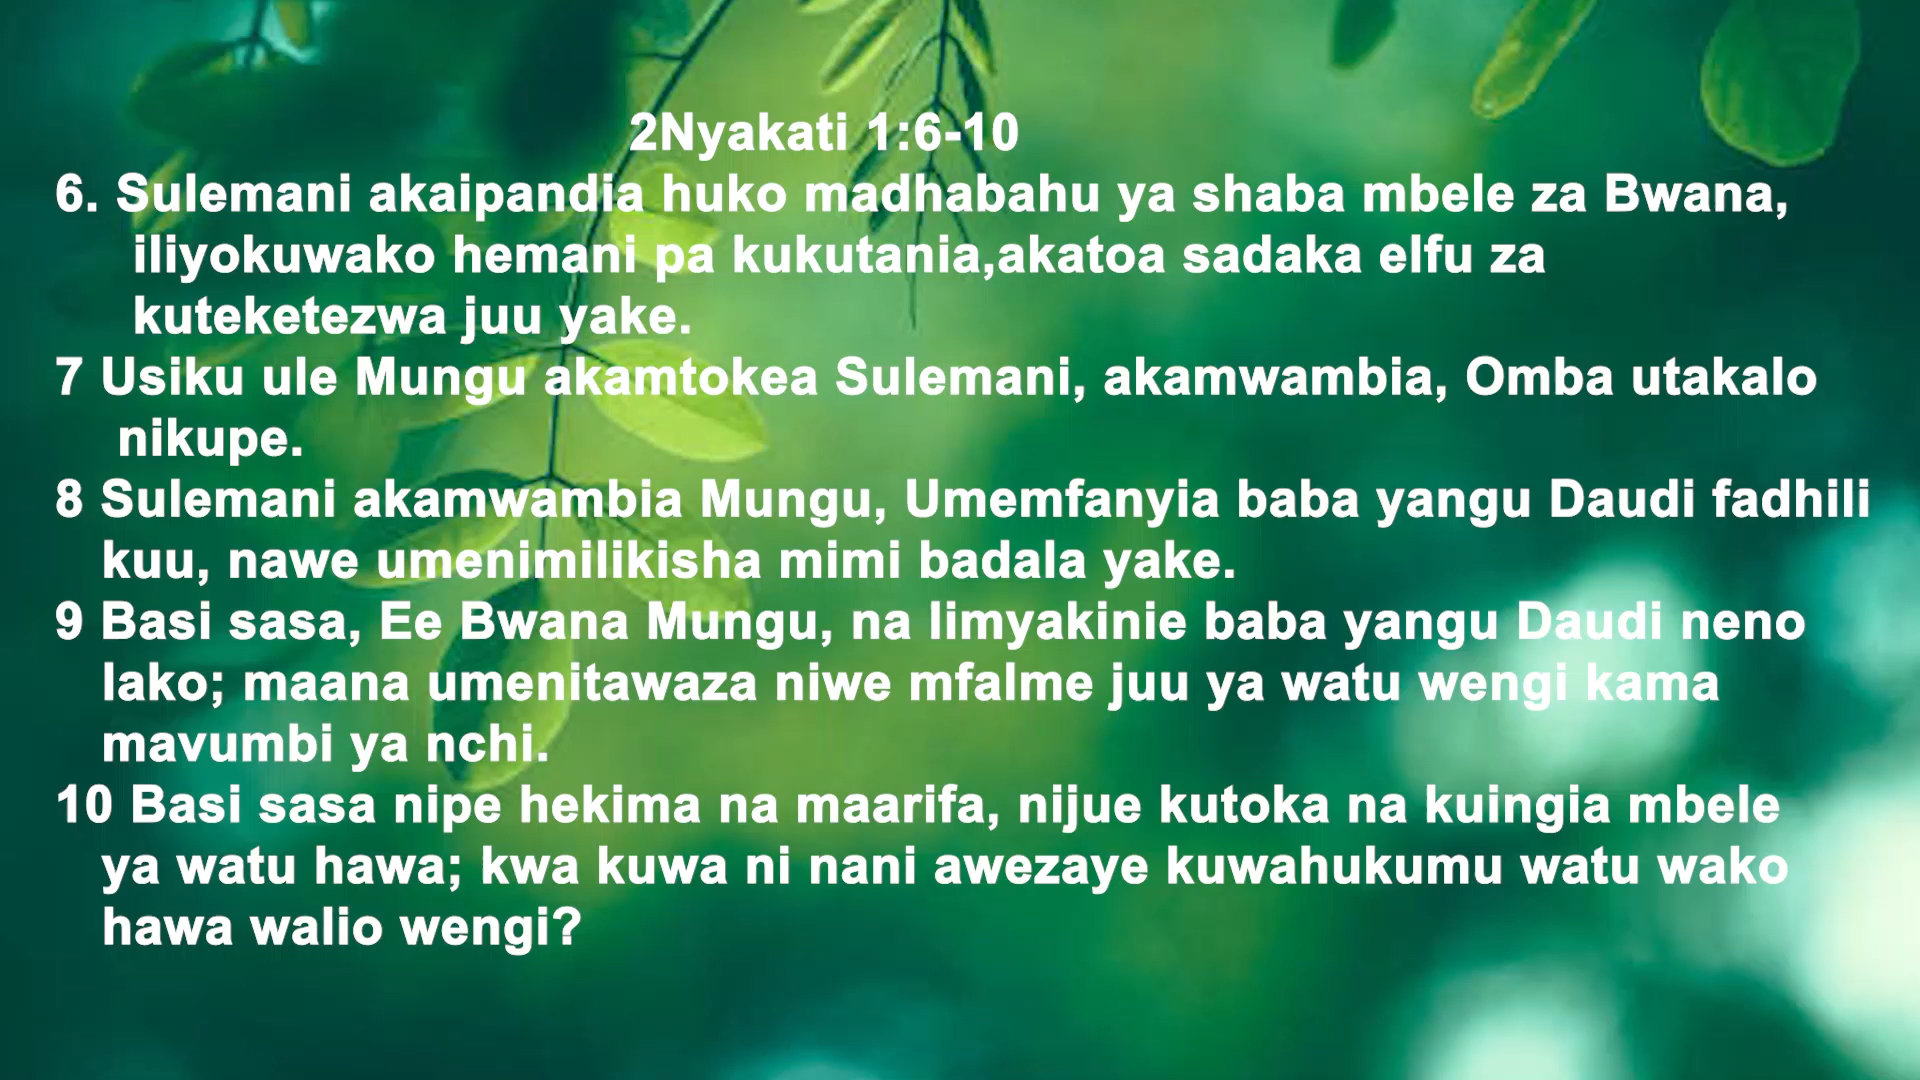 2Nyakati 1:6-10
6. Sulemani akaipandia huko madhabahu ya shaba mbele za Bwana,
iliyokuwako hemani pa kukutania,akatoa sadaka elfu za
kuteketezwa juu yake.
7 Usiku ule Mungu akamtokea Sulemani, akamwambia, Omba utakalo
nikupe.
8 Sulemani akamwambia Mungu, Umemfanyia baba yangu Daudi fadhili
kuu, nawe umenimilikisha mimi badala yake.
9 Basi sasa, Ee Bwana Mungu, na limyakinie baba yangu Daudi neno
lako; maana umenitawaza niwe mfalme juu ya watu wengi kama
mavumbi ya nchi.
10 Basi sasa nipe hekima na maarifa, nijue kutoka na kuingia mbele
ya watu hawa; kwa kuwa ni nani awezaye kuwahukumu watu wako
hawa walio wengi?